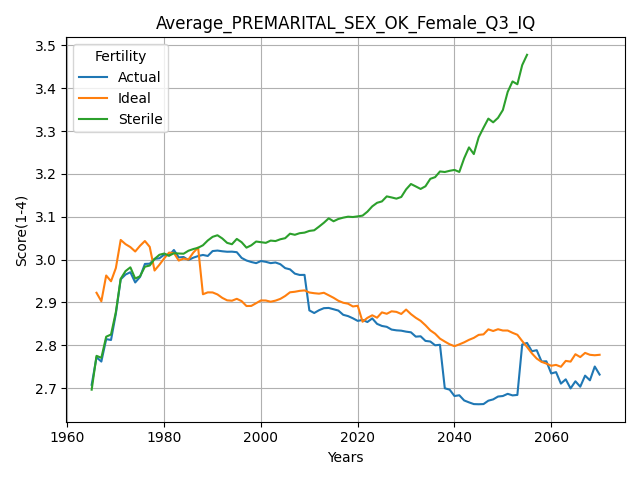 Average_PREMARITAL_SEX_OK_Female_Q3_IQ
Fertility
Actual
Ideal
Sterile
3.5
3.4
3.3
3.2
3.1
3.0
2.9
2.8
2.7
Score(1-4)
1960 1980 2000 2020 2040 2060
Years